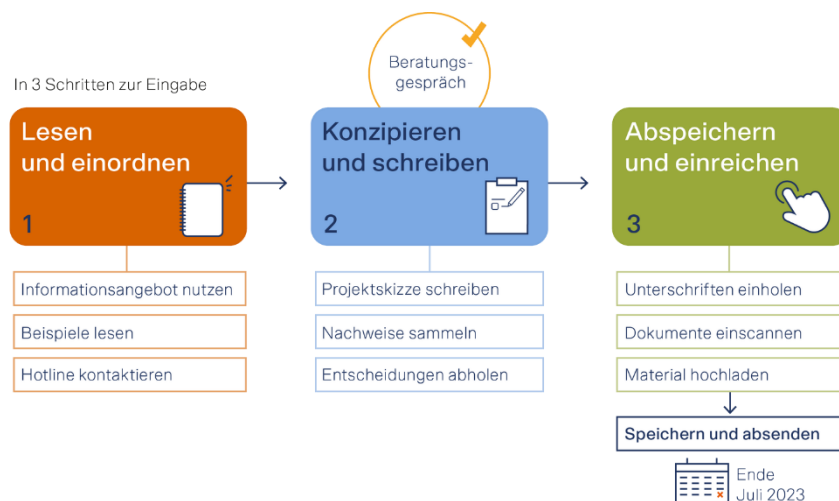 In 3 Schritten zur Eingabe
Beratungs-
gespräch
Lesen
und einordnen
1
Konzipieren
und schreiben
2
Abspeichern
und einreichen
3
Informationsangebot nutzen
Beispiele lesen
Hotline kontaktieren
Projektskizze schreiben
Nachweise sammeln
Entscheidungen abholen
Unterschriften einholen
Dokumente einscannen
Material hochladen
Speichern und absenden
Ende
Juli 2023